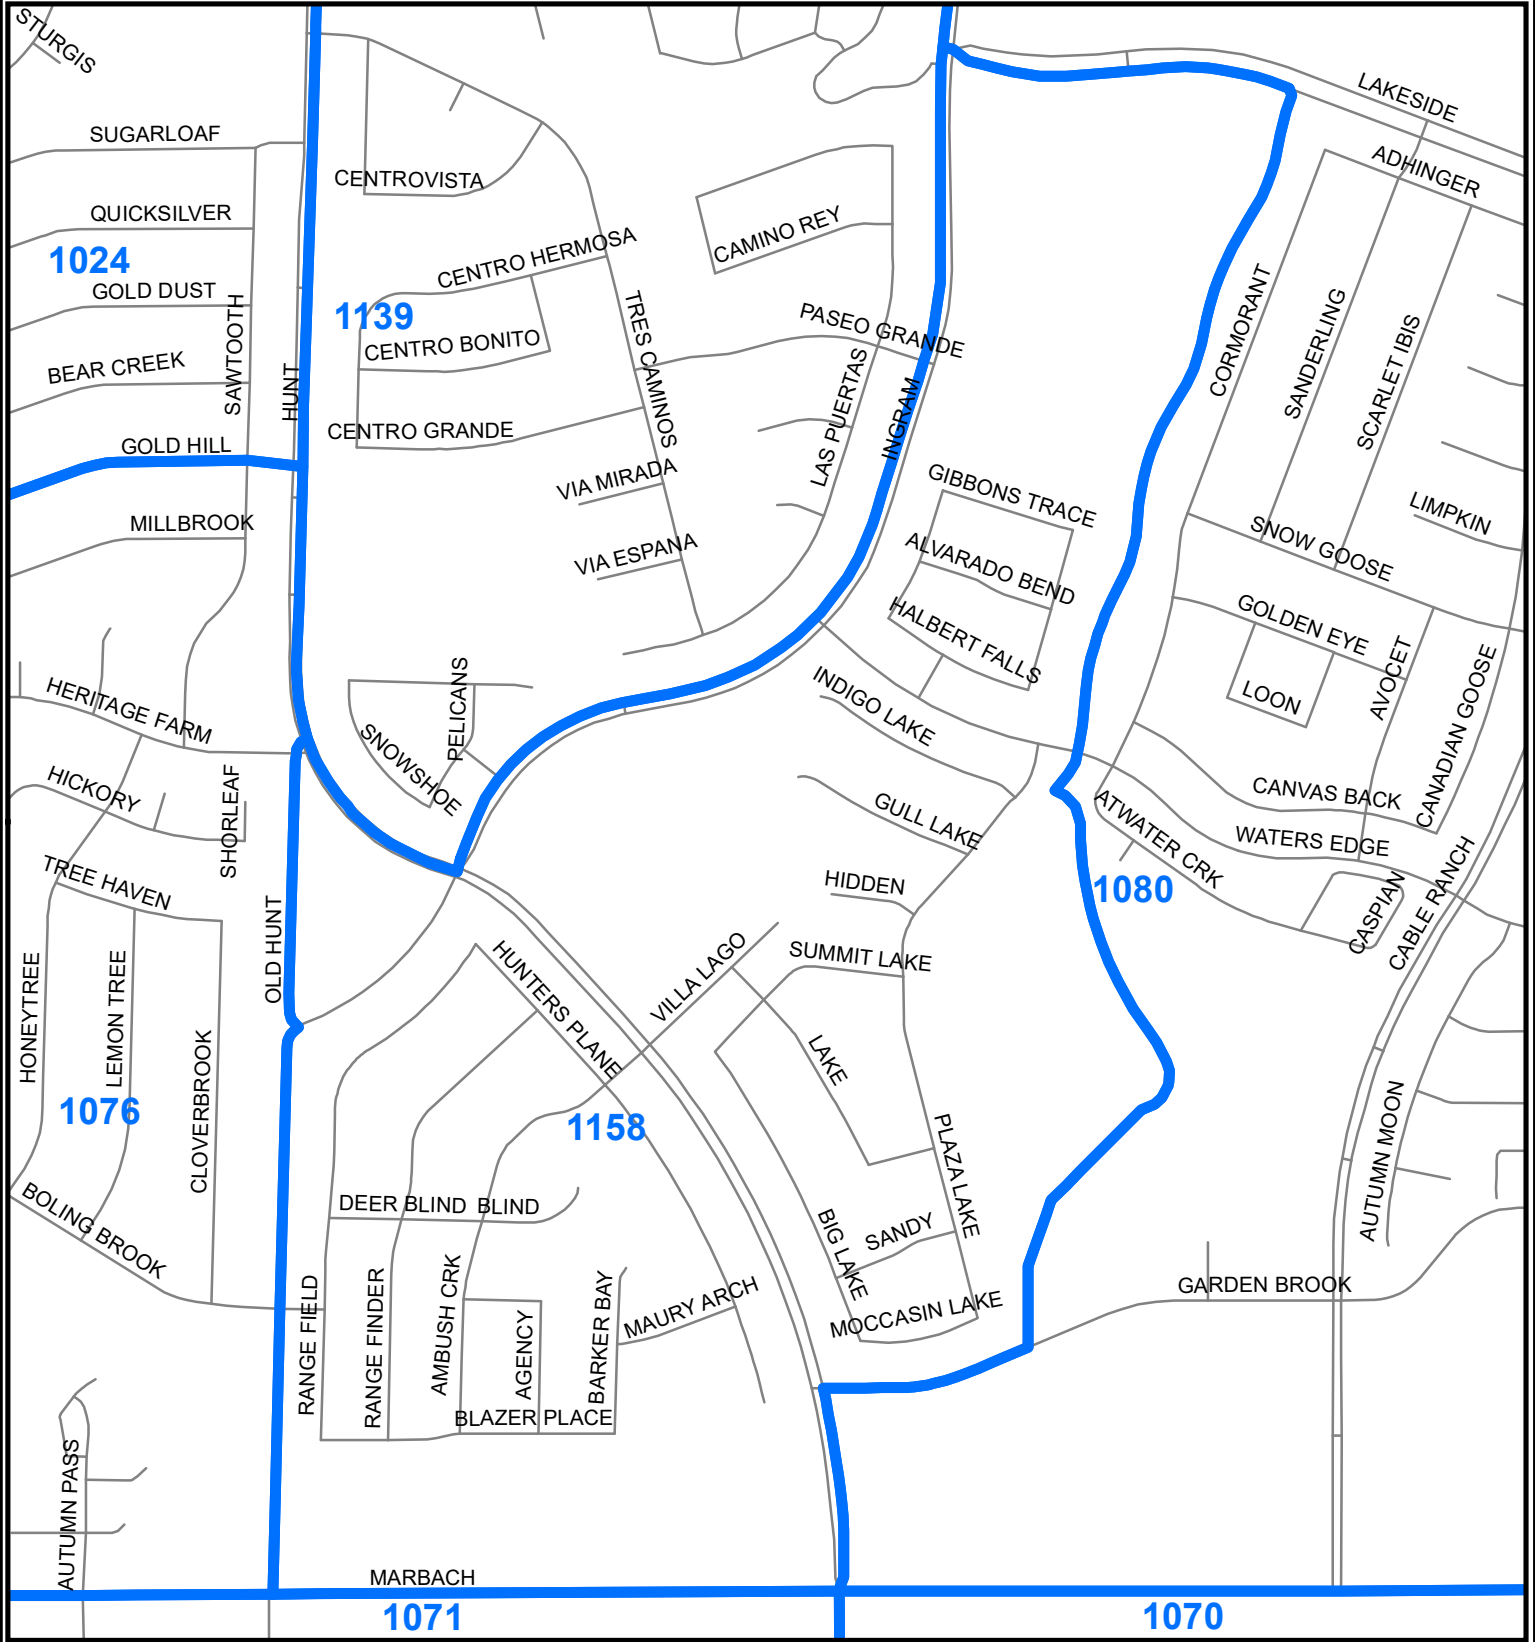 STURGIS
LAKESIDE
SUGARLOAF
ADHINGER
CENTROVISTA
QUICKSILVER
CAMINO REY
CENTRO HERMOSA
1024
GOLD DUST
SAWTOOTH
1139
TRES CAMINOS
PASEO GRANDE
CORMORANT
SANDERLING
SCARLET IBIS
CENTRO BONITO
BEAR CREEK
HUNT
LAS PUERTAS
INGRAM
CENTRO GRANDE
GOLD HILL
VIA MIRADA
GIBBONS TRACE
LIMPKIN
MILLBROOK
SNOW GOOSE
VIA ESPANA
ALVARADO BEND
GOLDEN EYE
HALBERT FALLS
AVOCET
CANADIAN GOOSE
LOON
PELICANS
HERITAGE FARM
INDIGO LAKE
SNOWSHOE
HICKORY
SHORLEAF
CANVAS BACK
GULL LAKE
ATWATER CRK
WATERS EDGE
TREE HAVEN
HIDDEN
1080
CASPIAN
CABLE RANCH
OLD HUNT
SUMMIT LAKE
VILLA LAGO
HUNTERS PLANE
HONEYTREE
LEMON TREE
CLOVERBROOK
LAKE
1076
1158
PLAZA LAKE
AUTUMN MOON
BOLING BROOK
DEER BLIND BLIND
BIG LAKE
SANDY
GARDEN BROOK
RANGE FIELD
RANGE FINDER
AMBUSH CRK
AGENCY
BARKER BAY
MAURY ARCH
MOCCASIN LAKE
BLAZER PLACE
AUTUMN PASS
MARBACH
1071
1070